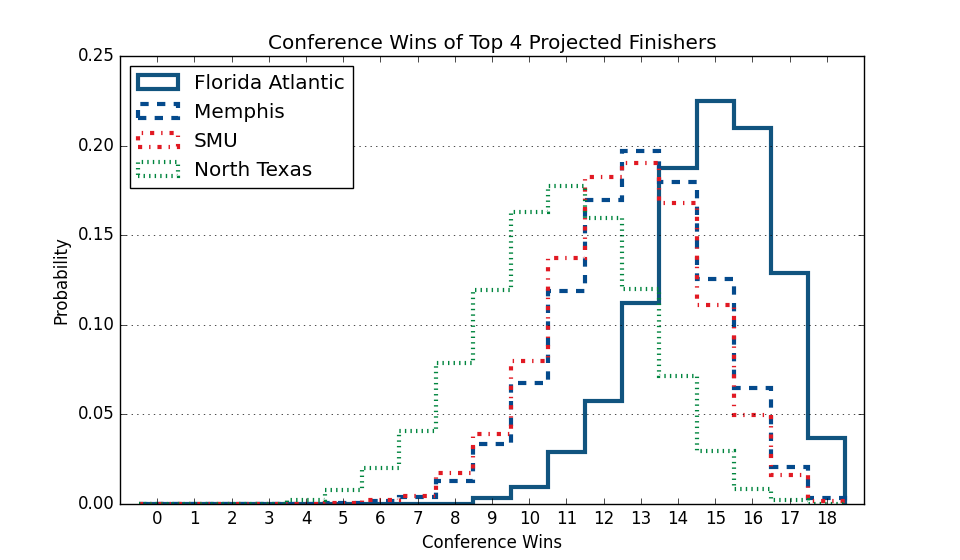 Conference Wins of Top 4 Projected Finishers
0.25
0.20
0.15
0.10
0.05
0.00
Probability
Florida Atlantic
Memphis
SMU
North Texas
0 1 2 3 4 5 6 7 8 9 10 11 12 13 14 15 16 17 18
Conference Wins